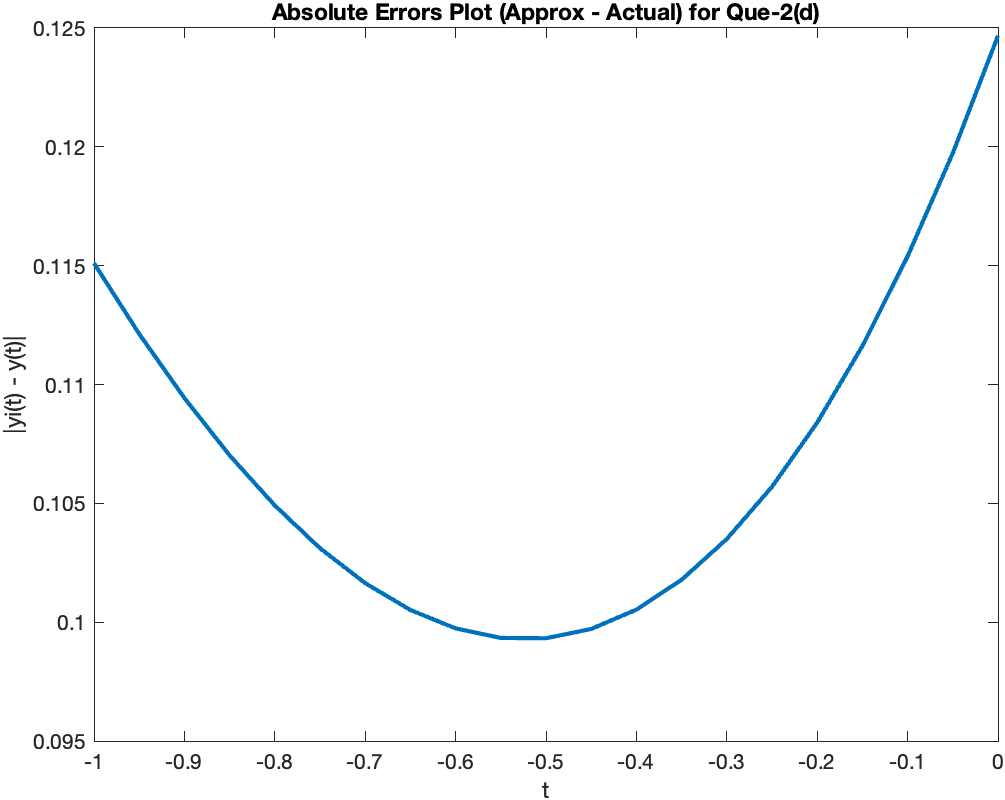 Absolute Errors Plot (Approx - Actual) for Que-2(d)
0.125
0.12
0.115
0.11
0.105
0.1
0.095
|yi(t) - y(t)|
-1 -0.9 -0.8 -0.7 -0.6 -0.5 -0.4 -0.3 -0.2 -0.1 0
t